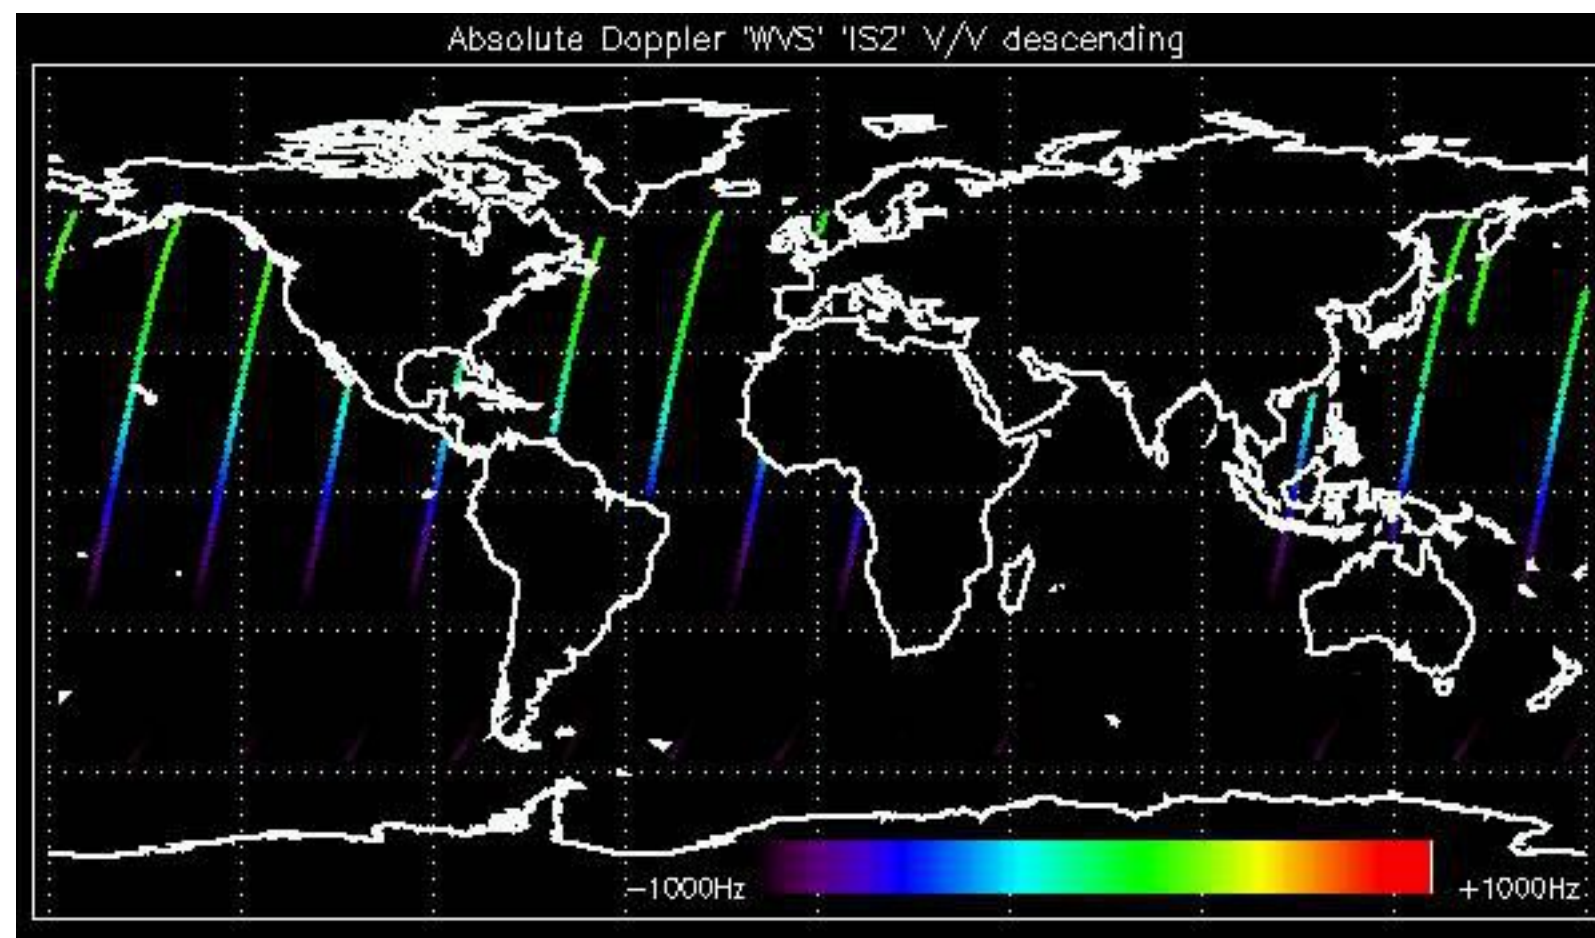 Absolute Doppler 'WVS' 'IS2' V/V descending
−1000Hz +1000Hz